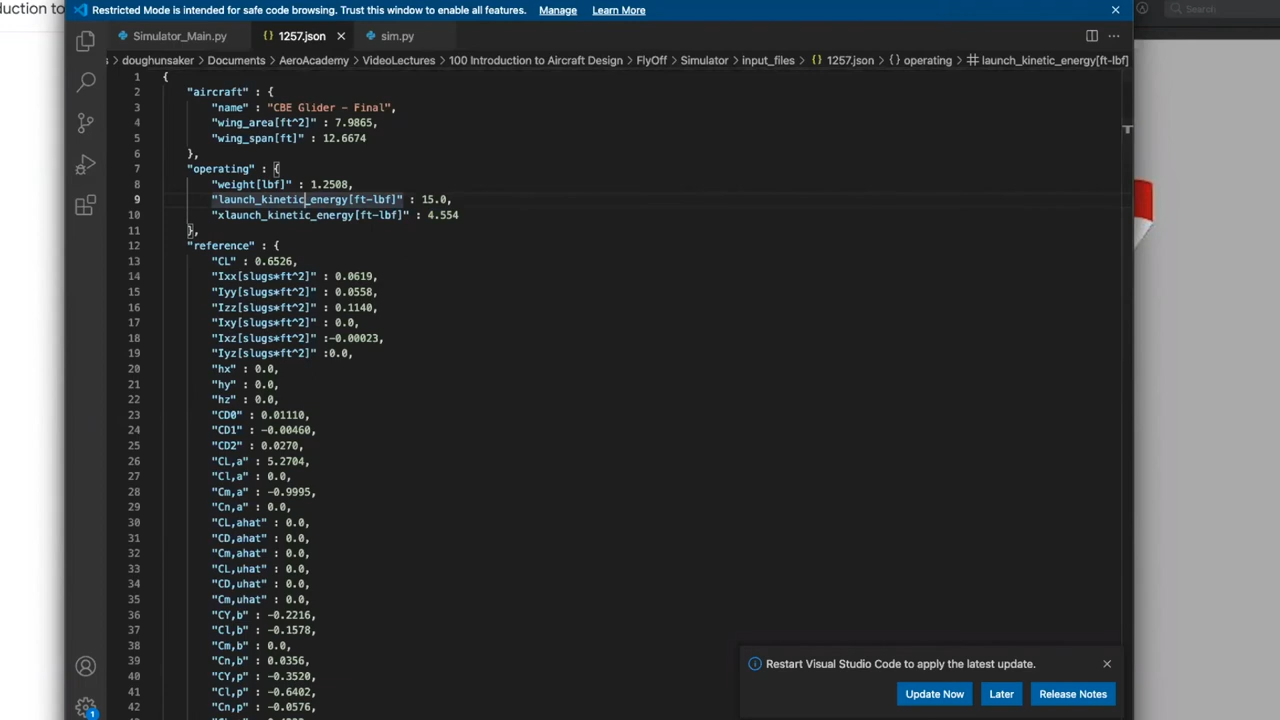 duction to
Restricted Mode is intended for safe code browsing. Trust this window to enable all features. Manage Learn More
Search:
Simulator_Main.py {} 1257.json sim.py
doughunsaker > Documents > AeroAcademy > VideoLectures > 100 Introduction to Aircraft Design > FlyOff > Simulator > input_files > {} 1257.json > {} operating > # launch_kinetic_energy[ft-lbf]
1 {
2 "aircraft" : {
3 "name" : "CBE Glider - Final",
4 "wing_area[ft^2]" : 7.9865,
5 "wing_span[ft]" : 12.6674
6 },
7 "operating" : {
8 "weight[lbf]" : 1.2508,
9 "launch_kinetic_energy[ft-lbf]" : 15.0,
10 "xlaunch_kinetic_energy[ft-lbf]" : 4.554
11 },
12 "reference" : {
13 "CL" : 0.6526,
14 "Ixx[slugs*ft^2]" : 0.0619,
15 "Iyy[slugs*ft^2]" : 0.0558,
16 "Izz[slugs*ft^2]" : 0.1140,
17 "Ixy[slugs*ft^2]" : 0.0,
18 "Ixz[slugs*ft^2]" :-0.00023,
19 "Iyz[slugs*ft^2]" :0.0,
20 "hx" : 0.0,
21 "hy" : 0.0,
22 "hz" : 0.0,
23 "CD0" : 0.01110,
24 "CD1" : -0.00460,
25 "CD2" : 0.0270,
26 "CL,a" : 5.2704,
27 "Cl,a" : 0.0,
28 "Cm,a" : -0.9995,
29 "Cn,a" : 0.0,
30 "CL,ahat" : 0.0,
31 "CD,ahat" : 0.0,
32 "Cm,ahat" : 0.0,
33 "CL,uhat" : 0.0,
34 "CD,uhat" : 0.0,
35 "Cm,uhat" : 0.0,
36 "CY,b" : -0.2216,
37 "Cl,b" : -0.1578,
38 "Cm,b" : 0.0,
39 "Cn,b" : 0.0356,
40 "CY,p" : -0.3520,
41 "Cl,p" : -0.6402,
42 "Cn,p" : -0.0576,
Restart Visual Studio Code to apply the latest update.
Update Now Later Release Notes
1